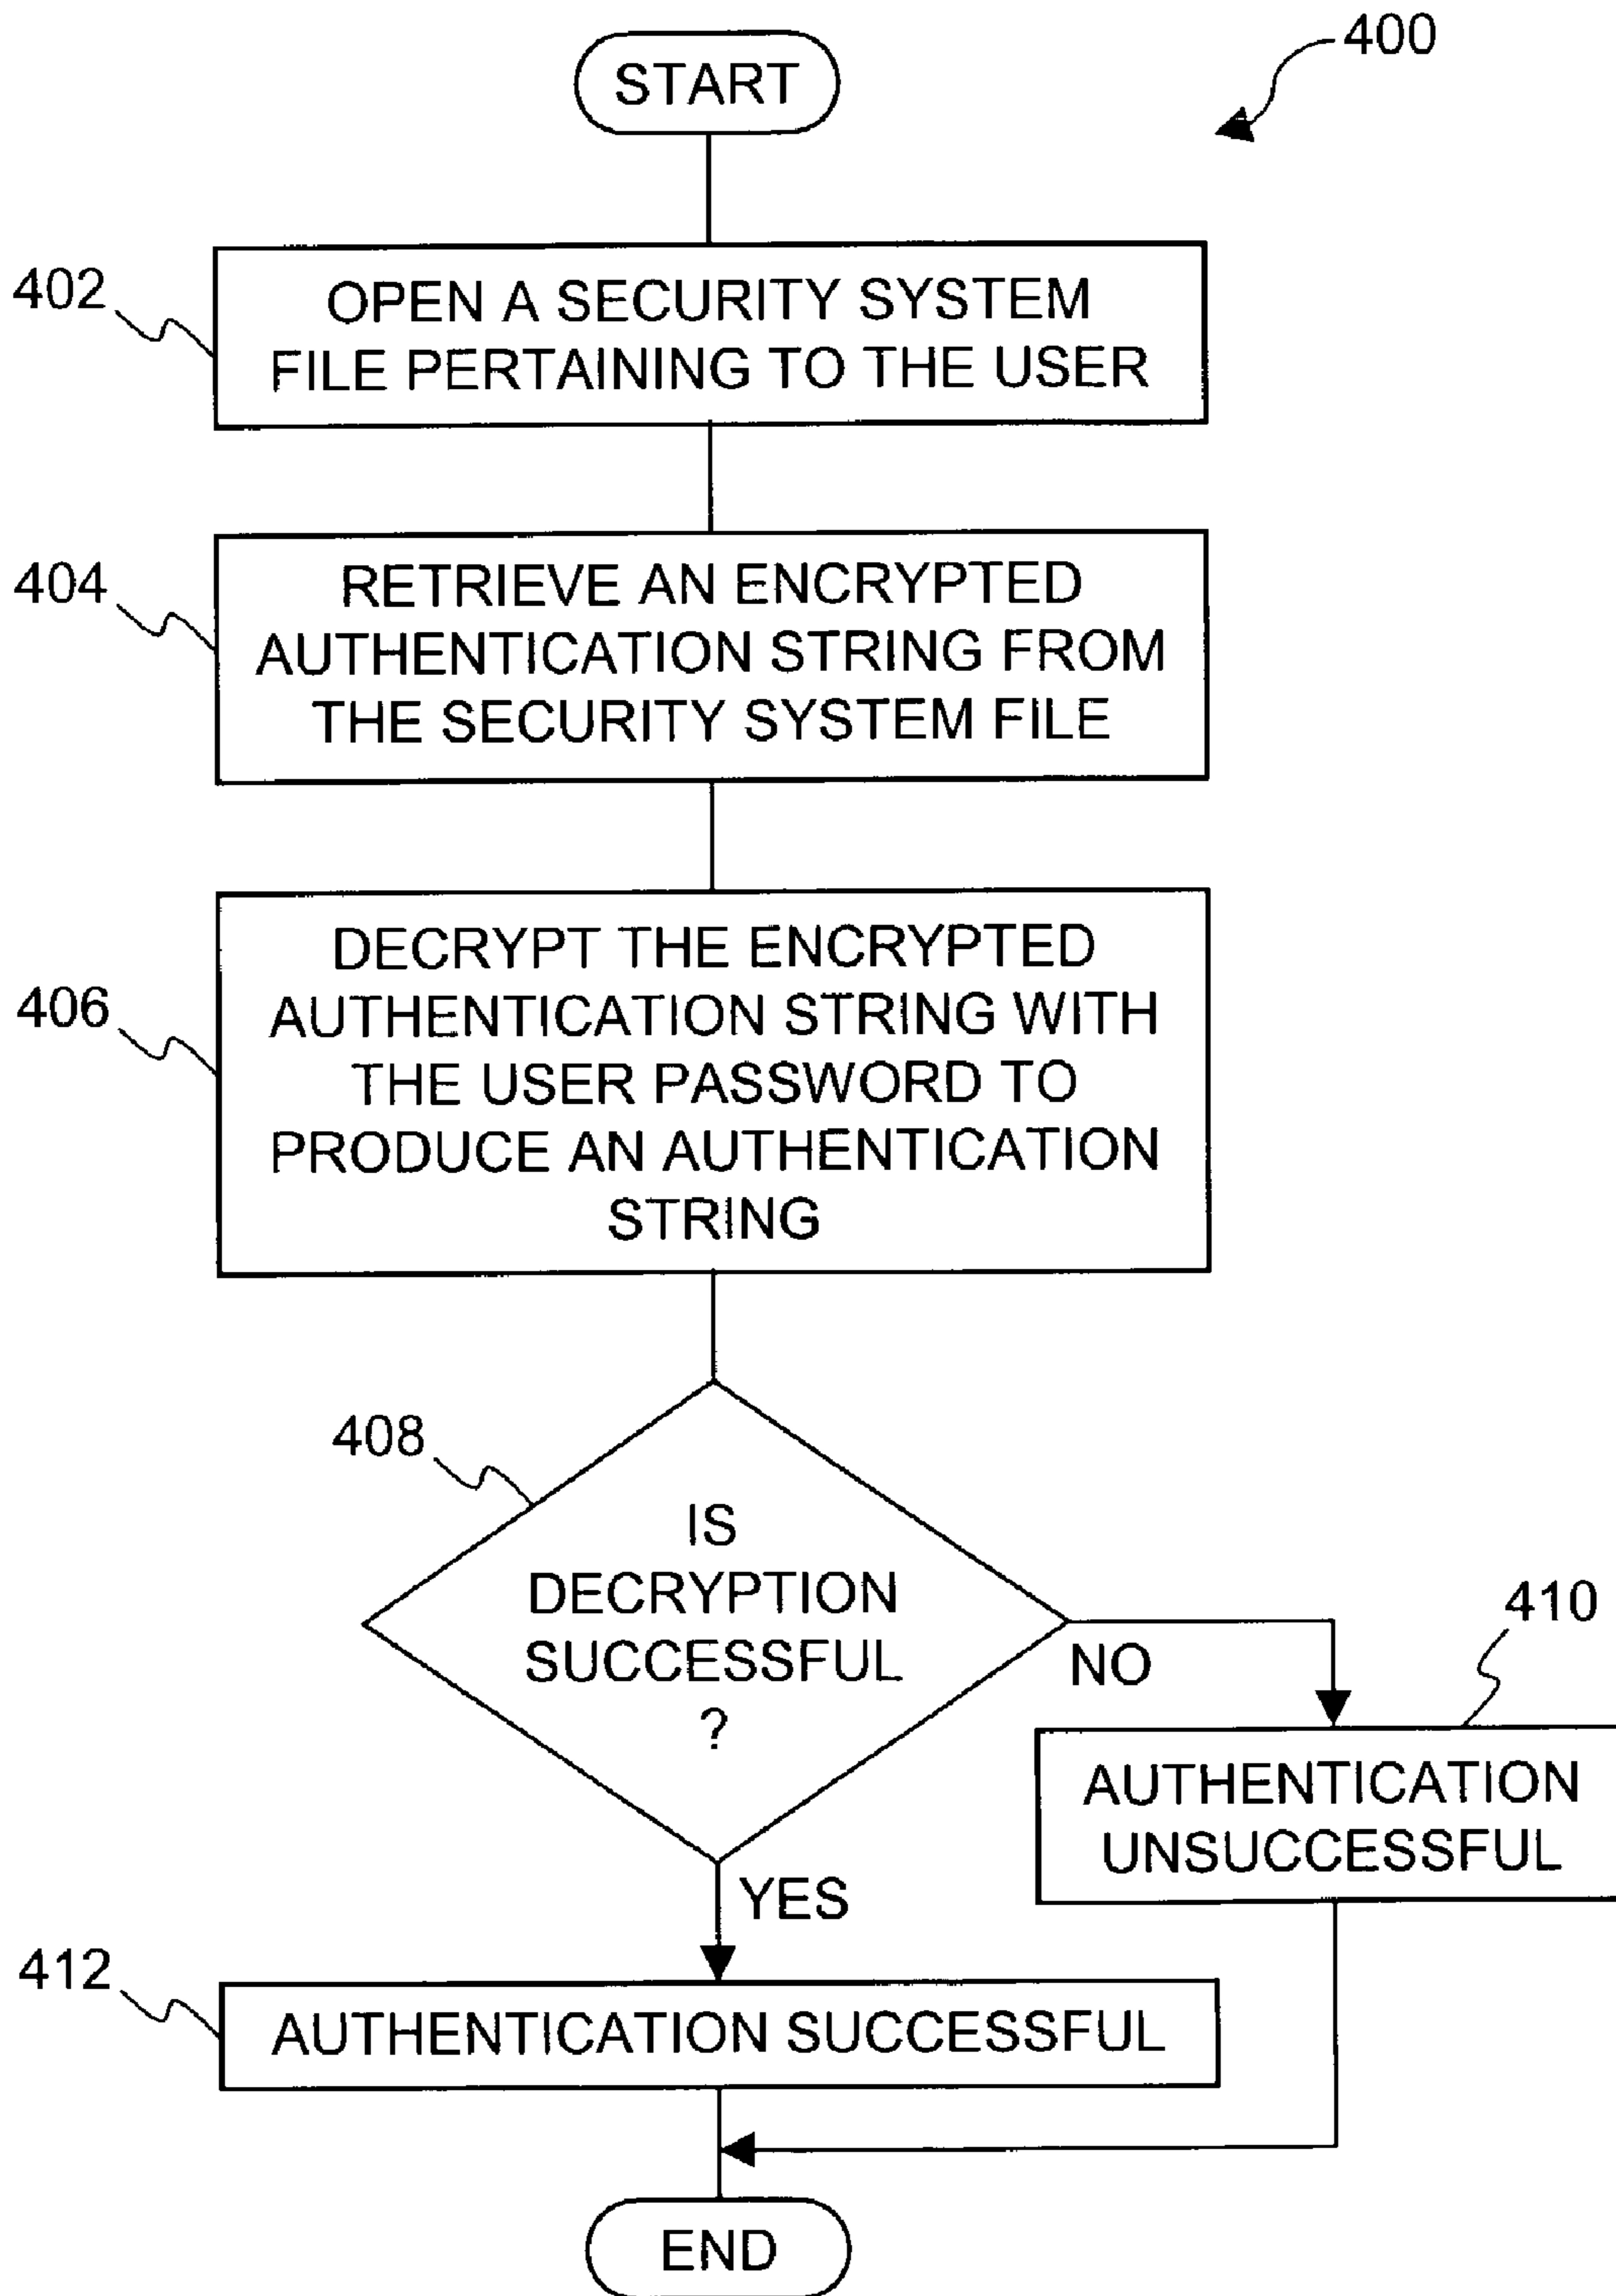 400
START
402
OPEN A SECURITY SYSTEM
FILE PERTAINING TO THE USER
404
RETRIEVE AN ENCRYPTED
AUTHENTICATION STRING FROM
THE SECURITY SYSTEM FILE
406
DECRYPT THE ENCRYPTED
AUTHENTICATION STRING WITH
THE USER PASSWORD TO
PRODUCE AN AUTHENTICATION
STRING
408
IS
DECRYPTION
SUCCESSFUL
?
NO
410
AUTHENTICATION
UNSUCCESSFUL
YES
412
AUTHENTICATION SUCCESSFUL
END